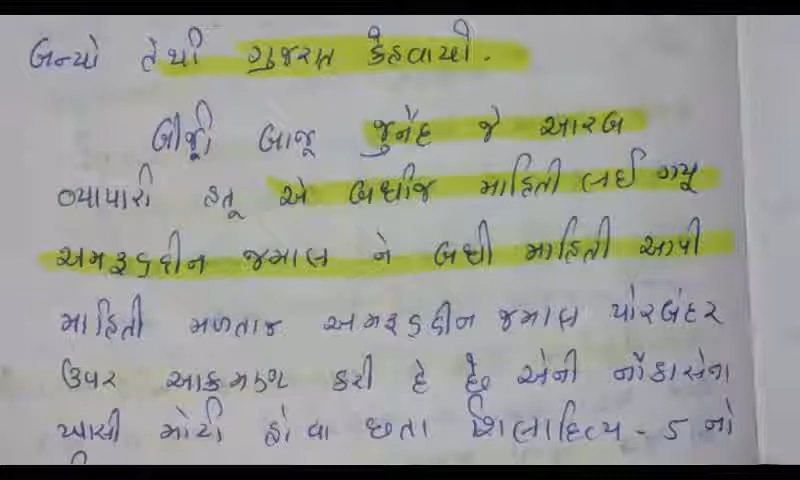 બન્યો તેથી ગુજરાત કેહવાયો.
બીજી બાજૂ જુનેદ જે આરબ
વ્યાપારી હતૂ એ બધીજ માહિતી લઈ ગયૂ
અમરૂદ્દીન જમાલ ને બધી માહિતી આપી
માહિતી મળતાજ અમરૂદ્દીન જમાલ પોરબંદર
ઉપર આક્રમણ કરી દે છે એની નૌકાસેના
ખાસી મોટી હોવા છતા શિલાદિત્ય - 5 નો